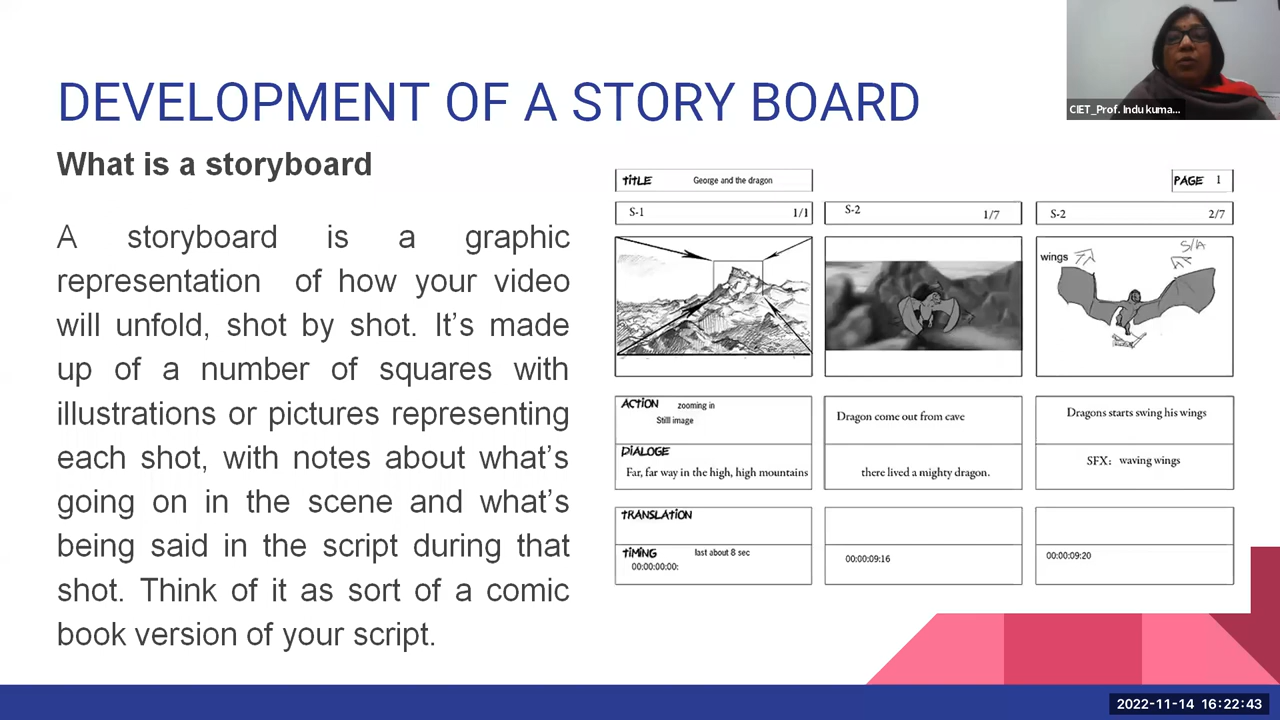 DEVELOPMENT OF A STORY BOARD
What is a storyboard
A storyboard is a graphic
representation of how your video
will unfold, shot by shot. It’s made
up of a number of squares with
illustrations or pictures representing
each shot, with notes about what’s
going on in the scene and what’s
being said in the script during that
shot. Think of it as sort of a comic
book version of your script.
CIET_Prof. Indu kuma...
TITLE George and the dragon
PAGE 1
S-1 1/1
S-2 1/7
S-2 2/7
wings
S/A
ACTION zooming in
Still image
Dragon come out from cave
Dragons starts swing his wings
DIALOGE
Far, far way in the high, high mountains
there lived a mighty dragon.
SFX: waving wings
TRANSLATION
TIMING last about 8 sec
00:00:00:00:
00:00:09:16
00:00:09:20
2022-11-14 16:22:43